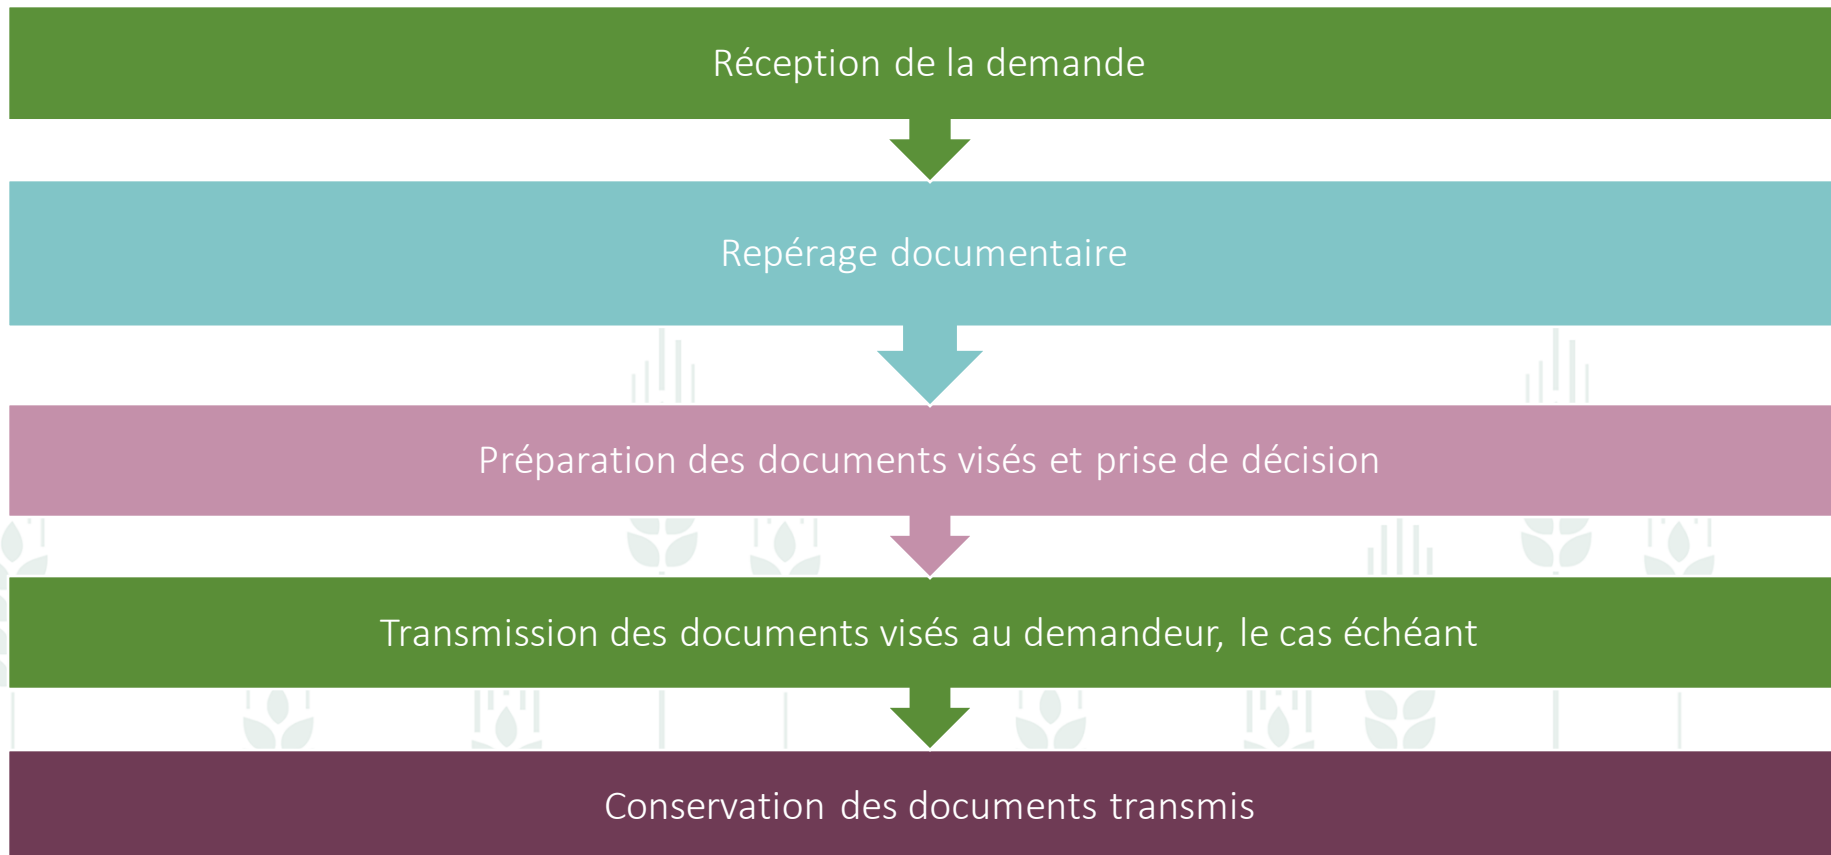 Réception de la demande
Repérage documentaire
Préparation des documents visés et prise de décision
Transmission des documents visés au demandeur, le cas échéant
Conservation des documents transmis